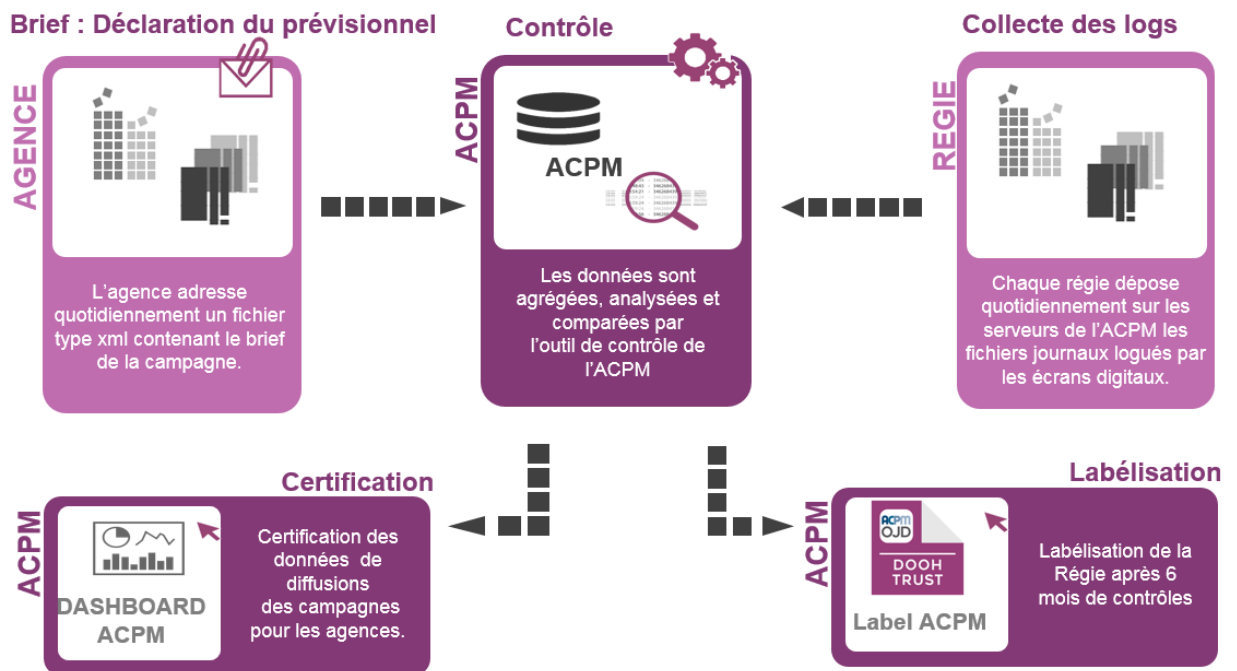 Brief : Déclaration du prévisionnel
AGENCE
L'agence adresse
quotidiennement un fichier
type xml contenant le brief
de la campagne.
Contrôle
ACPM
ACPM
Les données sont
agrégées, analysées et
comparées par
l'outil de contrôle de
l'ACPM
Collecte des logs
REGIE
Chaque régie dépose
quotidiennement sur les
serveurs de l'ACPM les
fichiers journaux logués par
les écrans digitaux.
Certification
ACPM
DASHBOARD
ACPM
Certification des
données de
diffusions
des campagnes
pour les agences.
Labélisation
ACPM
ACPM
OJD
DOOH
TRUST
Label ACPM
Labélisation de la
Régie après 6
mois de contrôles